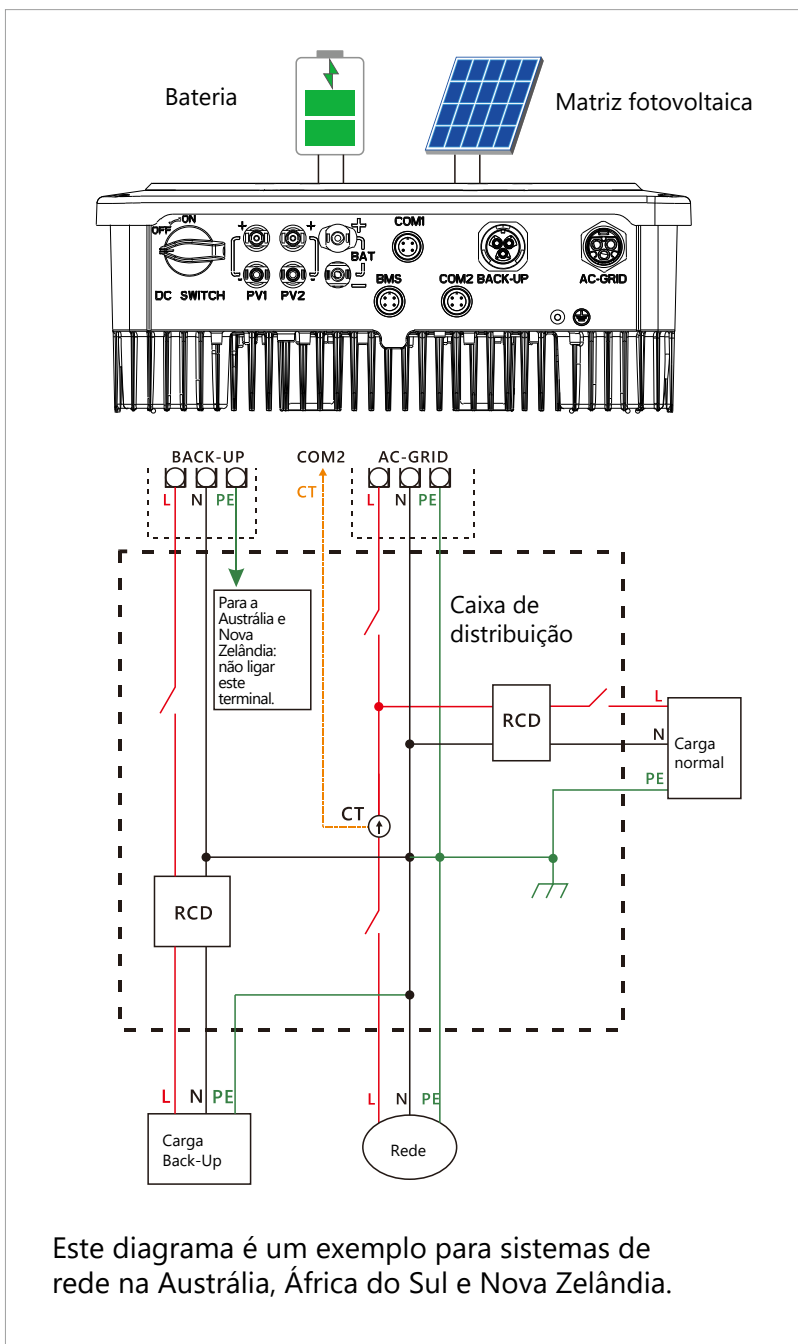 Bateria
Matriz fotovoltaica
OFF
ON
+
+
+
COM1
BAT
-
-
BMS
COM2
BACK-UP
AC-GRID
DC SWITCH
PV1
PV2
BACK-UP
COM2
AC-GRID
L
N
PE
CT
L
N
PE
Para a
Austrália e
Nova
Zelândia:
não ligar
este
terminal.
Caixa de
distribuição
RCD
L
N
PE
Carga
normal
CT
RCD
L
N
PE
L
N
PE
Carga
Back-Up
Rede
Este diagrama é um exemplo para sistemas de
rede na Austrália, África do Sul e Nova Zelândia.